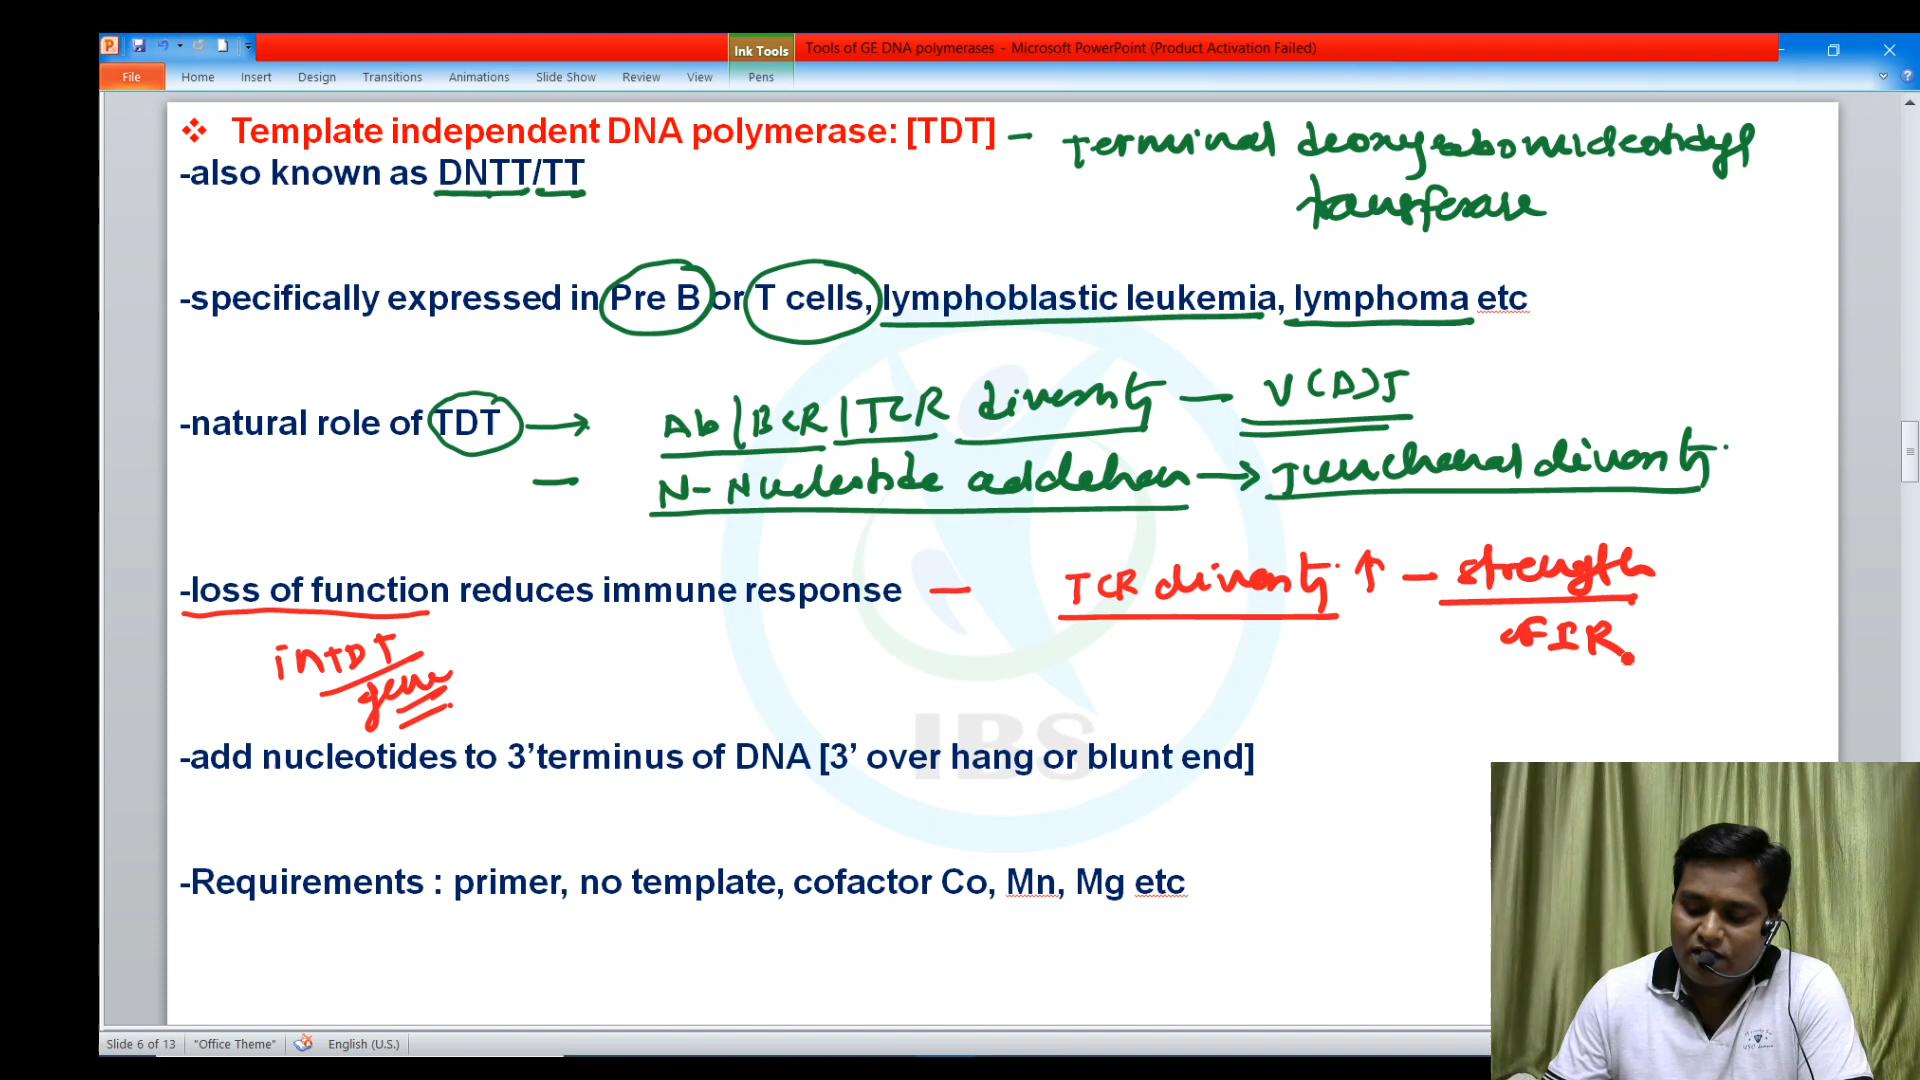 Ink Tools
Tools of GE DNA polymerases - Microsoft PowerPoint (Product Activation Failed)
File Home Insert Design Transitions Animations Slide Show Review View Pens
❖ Template independent DNA polymerase: [TDT] - Terminal deoxyribonucleotidyl
transferase
-also known as DNTT/TT
-specifically expressed in Pre B or T cells, lymphoblastic leukemia, lymphoma etc
-natural role of TDT → Ab|BCR|TCR diversity — V(D)J
— N-Nucleotide addition → Junctional diversity
-loss of function reduces immune response — TCR diversity ↑ — strength
of IR
in TDT
gene
-add nucleotides to 3’terminus of DNA [3’ over hang or blunt end]
IBS
-Requirements : primer, no template, cofactor Co, Mn, Mg etc
Slide 6 of 13 "Office Theme" English (U.S.)